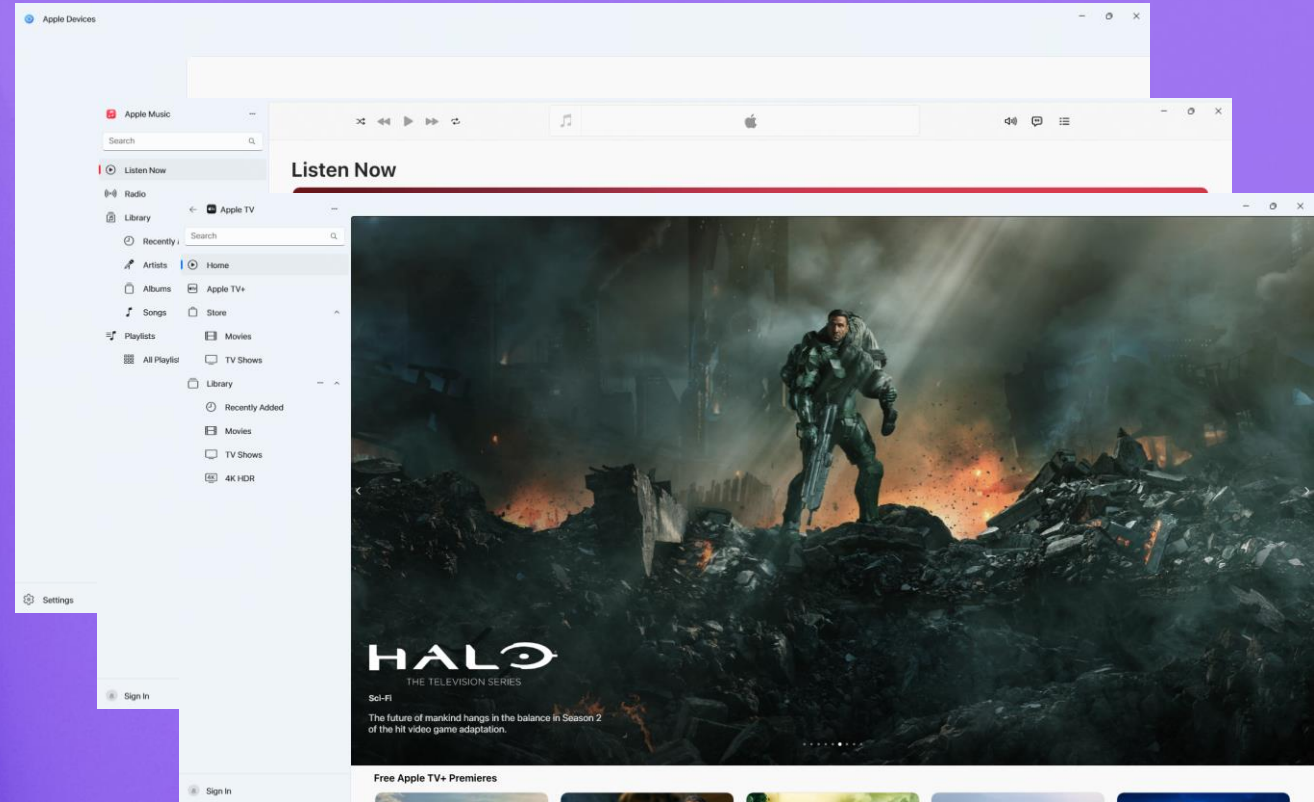 Apple Devices
Settings
Apple Music
Search
Listen Now
Radio
Library
Recently
Artists
Albums
Songs
Playlists
All Playlist
Sign In
Listen Now
Apple TV
Search
Home
Apple TV+
Store
Movies
TV Shows
Library
Recently Added
Movies
TV Shows
4K HDR
Sign In
HALO
THE TELEVISION SERIES
Sci-Fi
The future of mankind hangs in the balance in Season 2
of the hit video game adaptation.
Free Apple TV+ Premieres